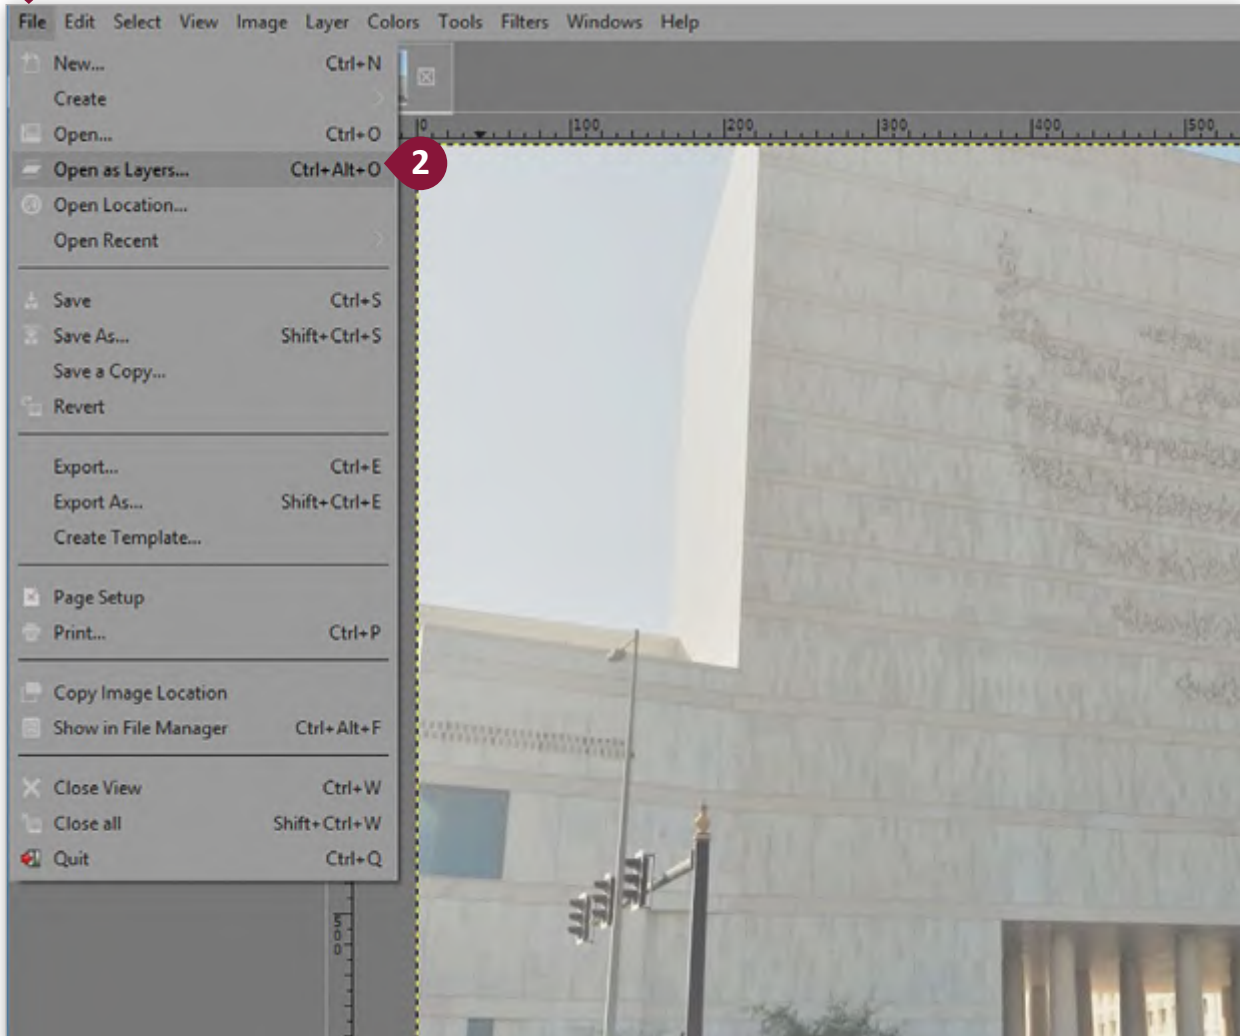 File Edit Select View Image Layer Colors Tools Filters Windows Help
New... Ctrl+N
Create
Open... Ctrl+O
Open as Layers... Ctrl+Alt+O 2
Open Location...
Open Recent
Save Ctrl+S
Save As... Shift+Ctrl+S
Save a Copy...
Revert
Export... Ctrl+E
Export As... Shift+Ctrl+E
Create Template...
Page Setup
Print... Ctrl+P
Copy Image Location
Show in File Manager Ctrl+Alt+F
Close View Ctrl+W
Close all Shift+Ctrl+W
Quit Ctrl+Q
0 100 200 300 400 500
500